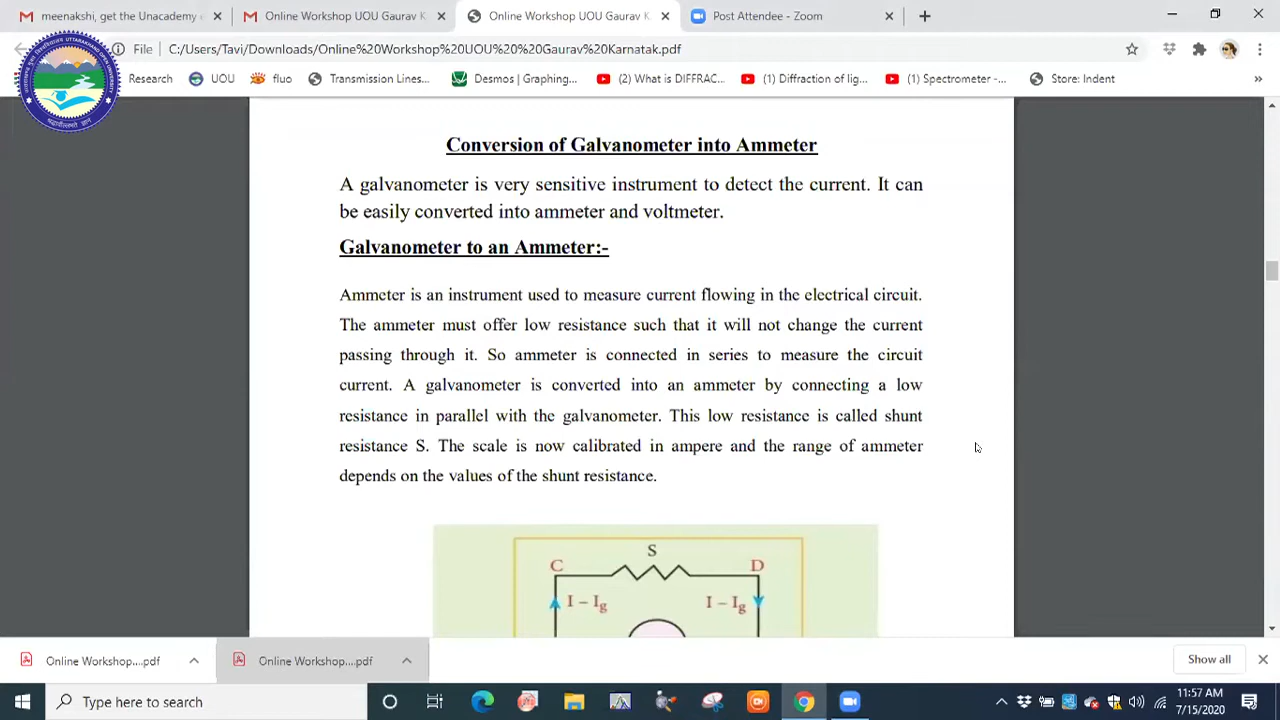 meenakshi, get the Unacademy
Online Workshop UOU Gaurav K
Online Workshop UOU Gaurav K
Post Attendee - Zoom
File
C:/Users/Tavi/Downloads/Online%20Workshop%20UOU%20%20Gaurav%20Karnatak.pdf
Research
UOU
fluo
Transmission Lines...
Desmos | Graphing...
(2) What is DIFFRAC...
(1) Diffraction of lig...
(1) Spectrometer -...
Store: Indent
»
Conversion of Galvanometer into Ammeter
A galvanometer is very sensitive instrument to detect the current. It can
be easily converted into ammeter and voltmeter.
Galvanometer to an Ammeter:-
Ammeter is an instrument used to measure current flowing in the electrical circuit.
The ammeter must offer low resistance such that it will not change the current
passing through it. So ammeter is connected in series to measure the circuit
current. A galvanometer is converted into an ammeter by connecting a low
resistance in parallel with the galvanometer. This low resistance is called shunt
resistance S. The scale is now calibrated in ampere and the range of ammeter
depends on the values of the shunt resistance.
S
C
D
I – Ig
I – Ig
Online Workshop....pdf
Online Workshop....pdf
Show all
Type here to search
11:57 AM
7/15/2020